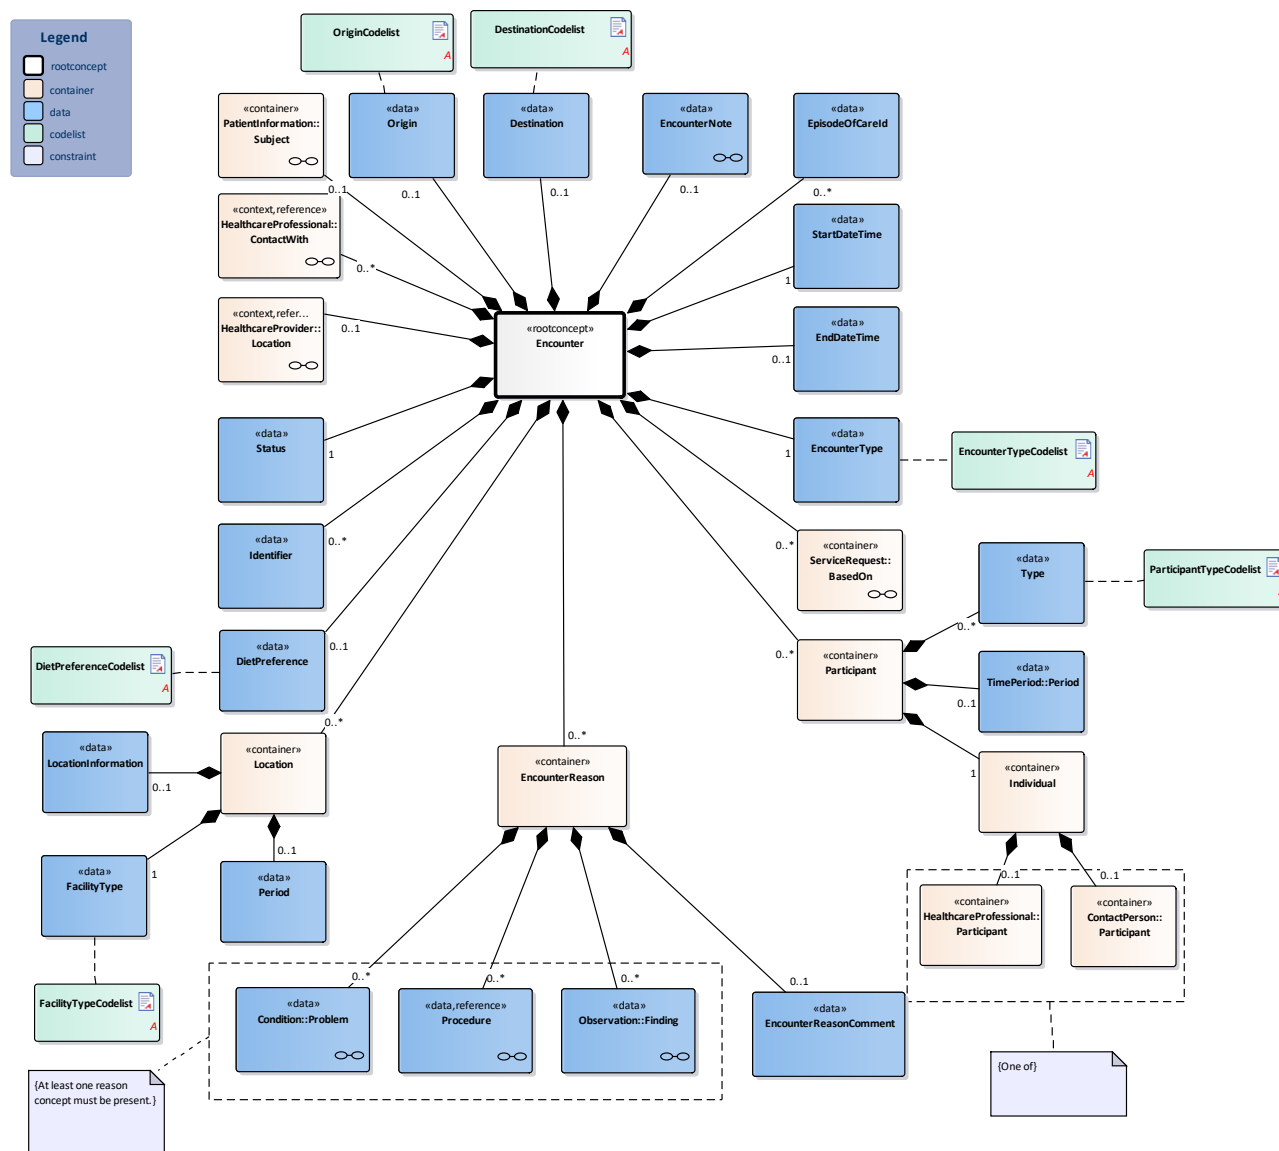 Legend
rootconcept
container
data
codelist
constraint
OriginCodelist
A
DestinationCodelist
A
«container»
PatientInformation::
Subject
«data»
Origin
«data»
Destination
«data»
EncounterNote
«data»
EpisodeOfCareId
0..1
0..1
0..1
0..1
0..*
«context,reference»
HealthcareProfessional::
ContactWith
0..*
«data»
StartDateTime
1
«context,refer...
HealthcareProvider::
Location
0..1
«rootconcept»
Encounter
«data»
EndDateTime
0..1
«data»
Status
1
«data»
EncounterType
1
EncounterTypeCodelist
A
«data»
Identifier
0..*
«container»
ServiceRequest::
BasedOn
0..*
«data»
Type
0..*
ParticipantTypeCodelist
DietPreferenceCodelist
A
«data»
DietPreference
0..1
«container»
Participant
0..*
«data»
TimePeriod::Period
0..1
«data»
LocationInformation
0..1
«container»
Location
0..*
«container»
EncounterReason
0..*
«container»
Individual
1
«data»
FacilityType
1
«data»
Period
0..1
«container»
HealthcareProfessional::
Participant
0..1
«container»
ContactPerson::
Participant
0..1
FacilityTypeCodelist
A
«data»
Condition::Problem
0..*
«data,reference»
Procedure
0..*
«data»
Observation::Finding
0..*
«data»
EncounterReasonComment
0..1
{At least one reason
concept must be present.}
{One of}